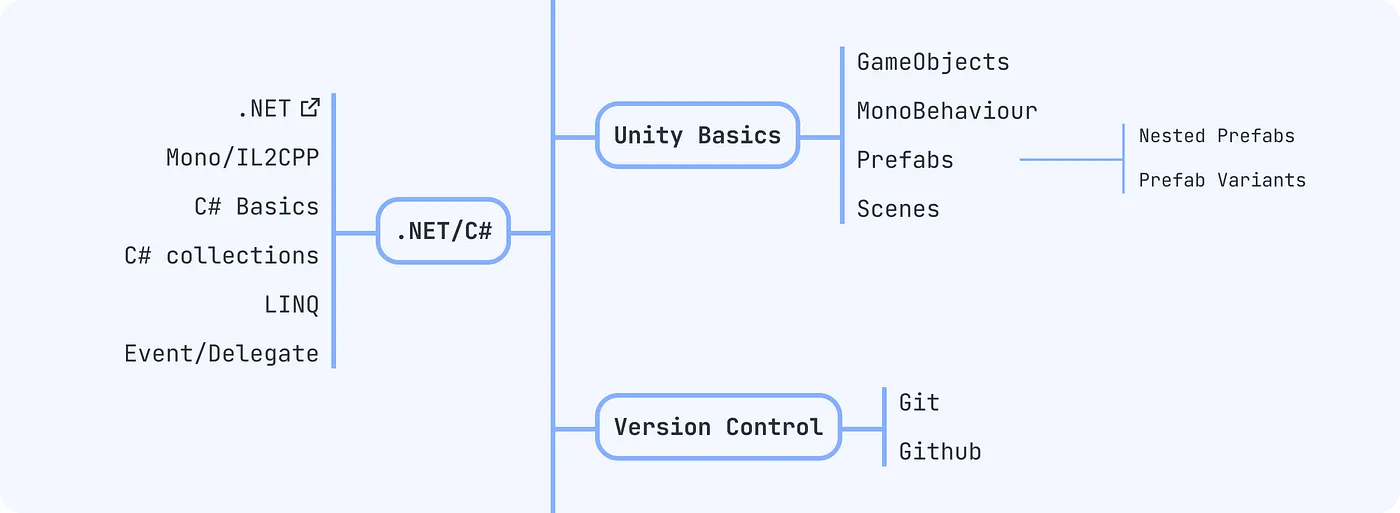 .NET
Mono/IL2CPP
C# Basics
C# collections
LINQ
Event/Delegate
.NET/C#
Unity Basics
GameObjects
MonoBehaviour
Prefabs
Scenes
Nested Prefabs
Prefab Variants
Version Control
Git
Github